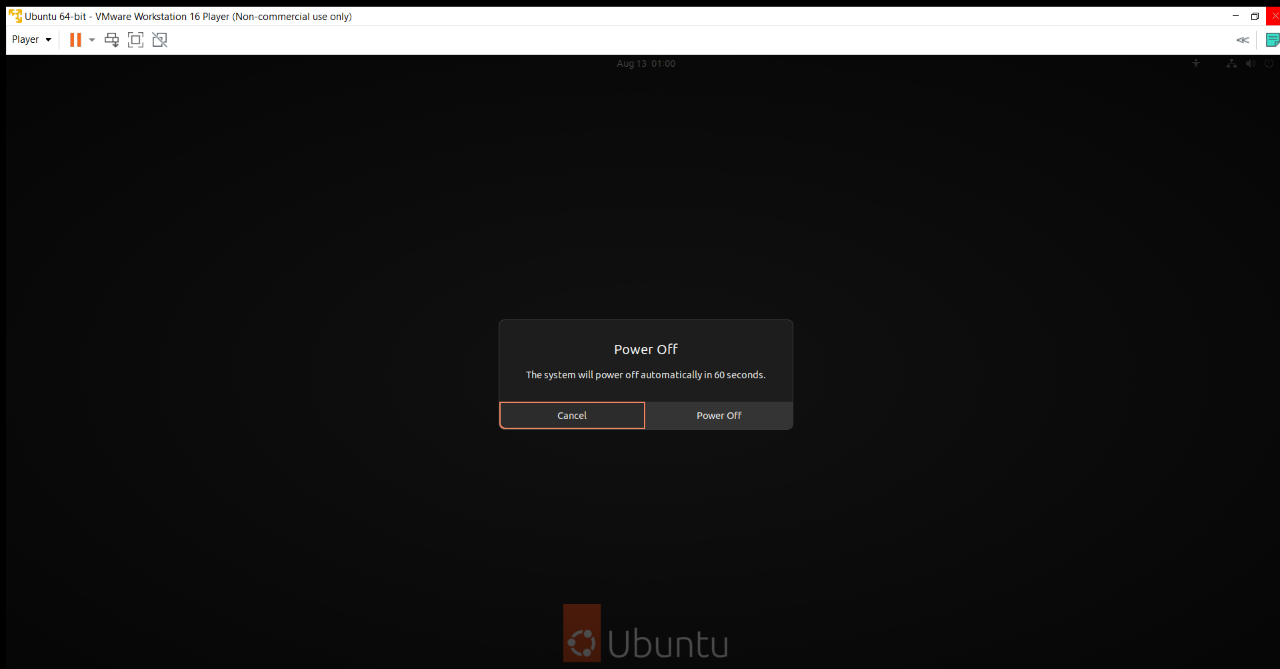 Ubuntu 64-bit - VMware Workstation 16 Player (Non-commercial use only)
Player
Aug 13 01:00
Power Off
The system will power off automatically in 60 seconds.
Cancel
Power Off
Ubuntu